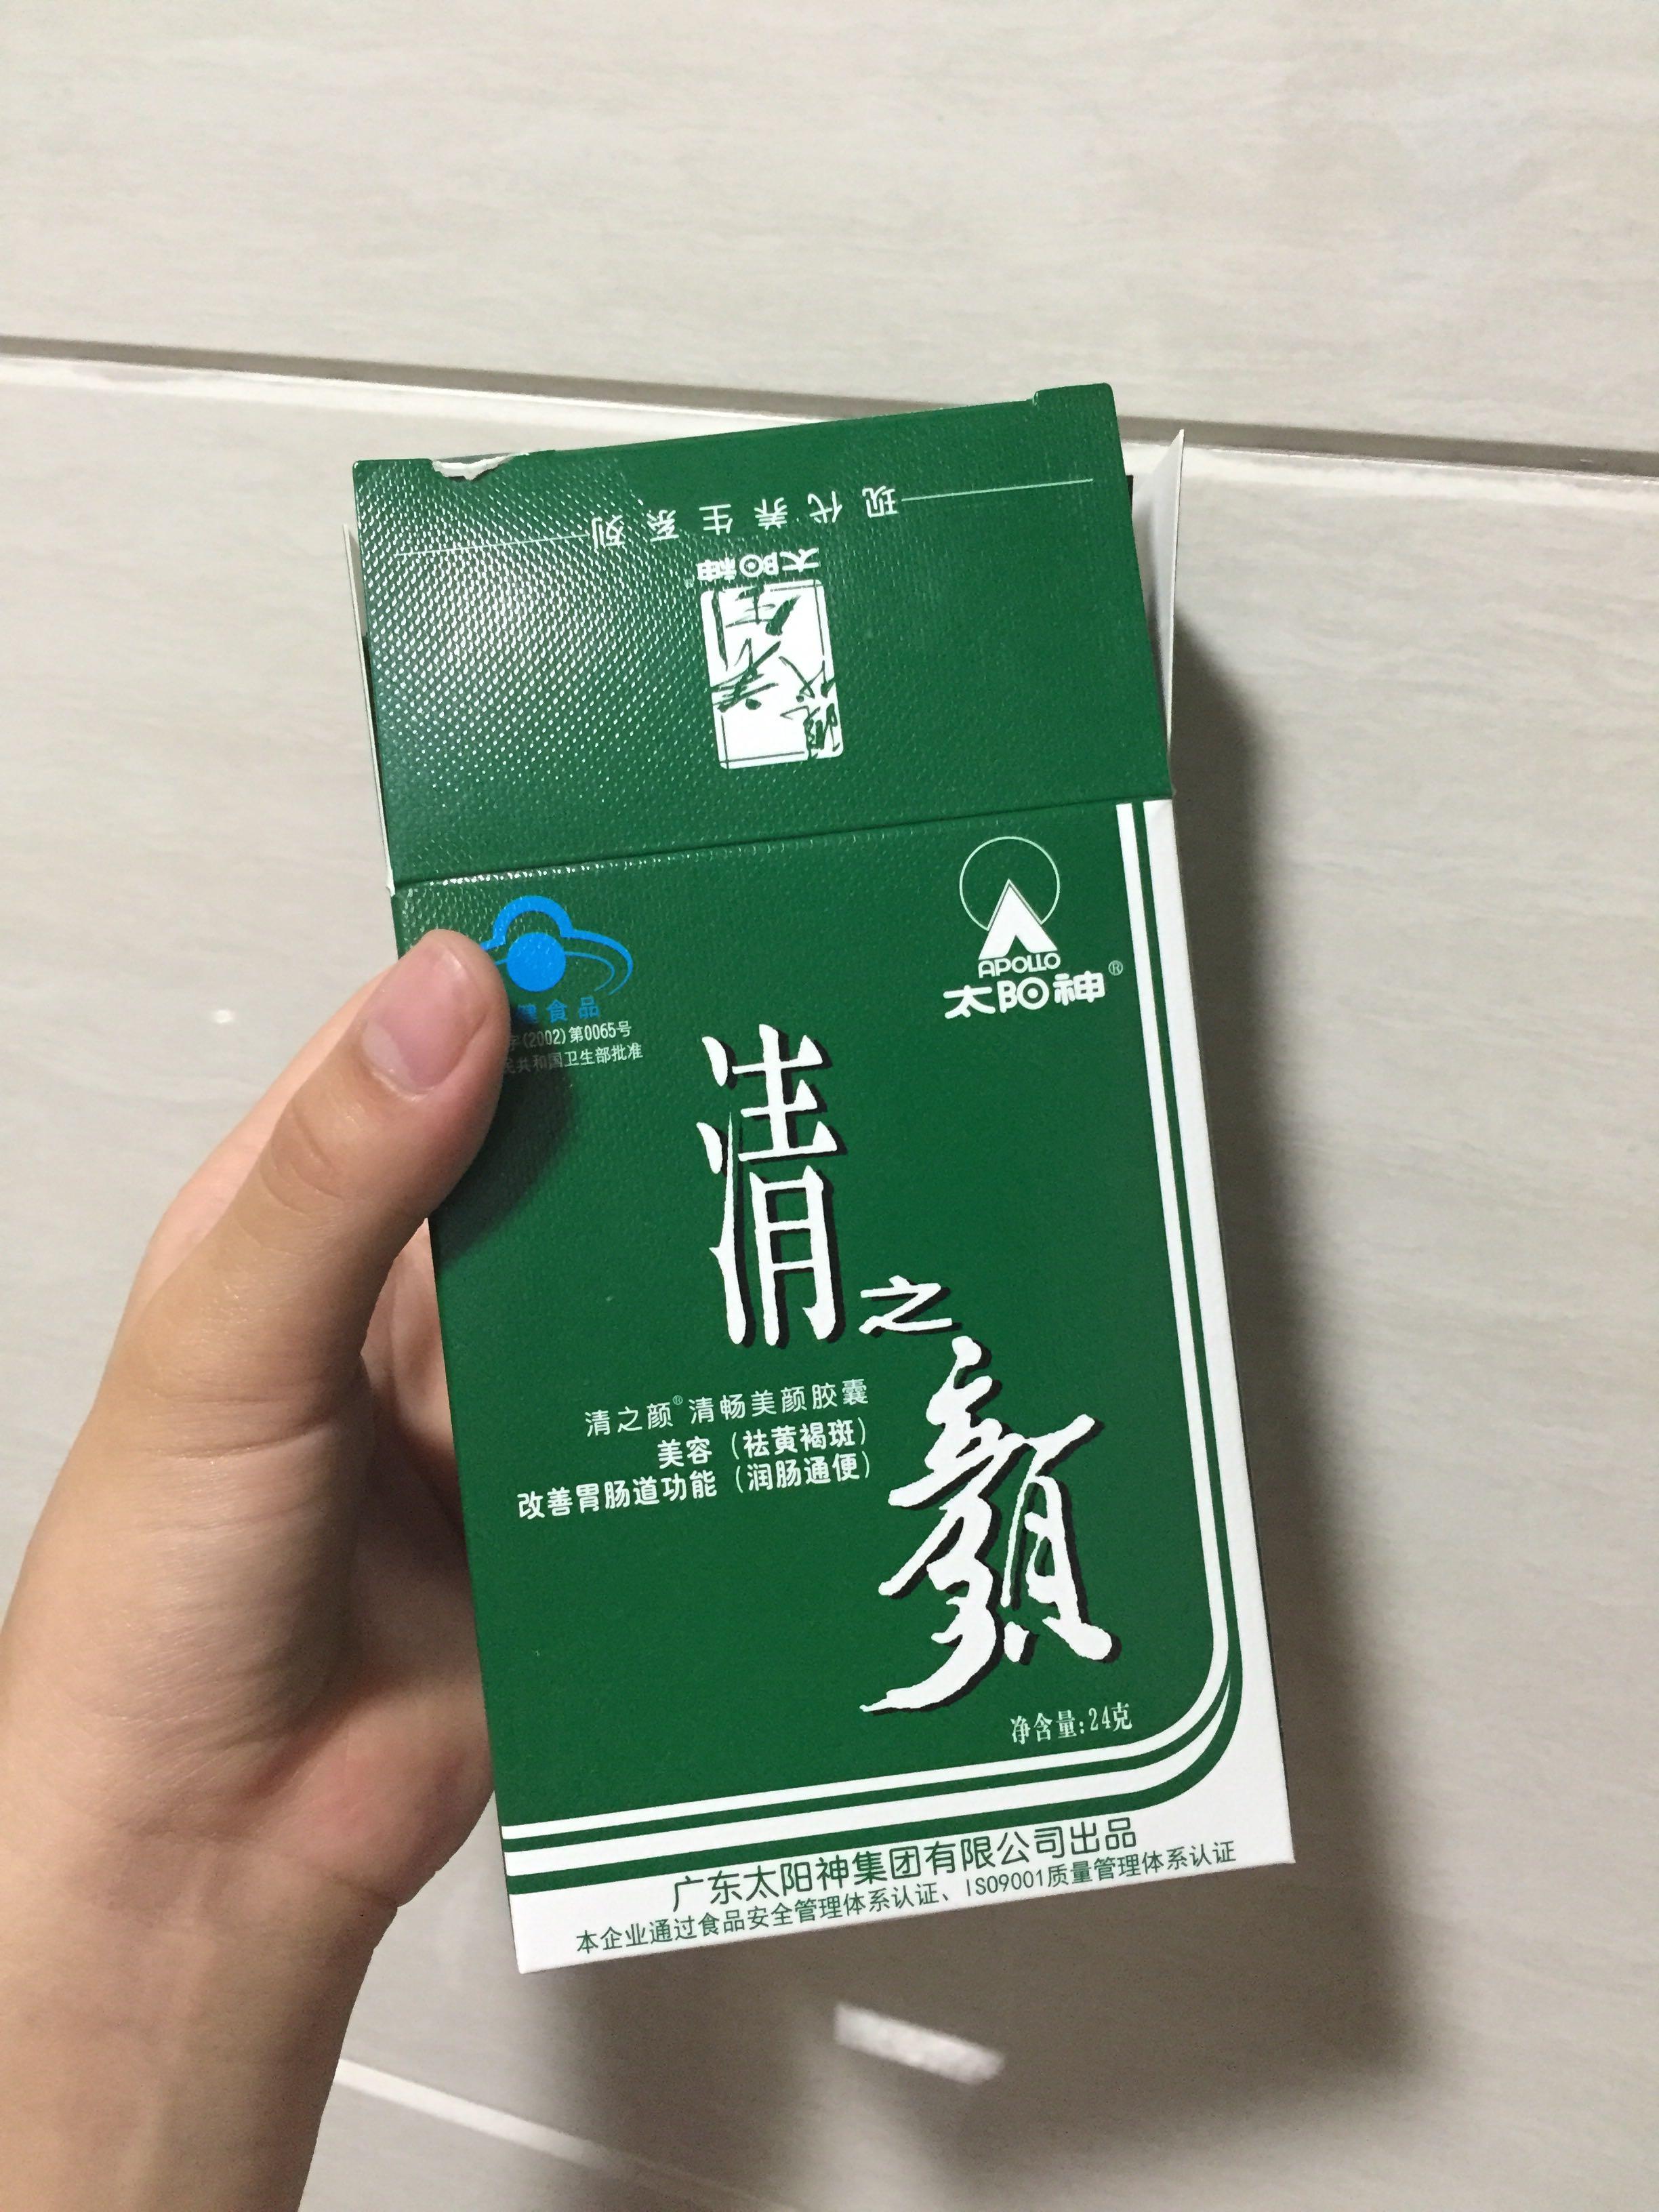 现代养生系列
太阳神®
健食品
字(2002)第0065号
民共和国卫生部批准
APOLLO
太阳神®
清之颜
清之颜®清畅美颜胶囊
美容（祛黄褐斑）
改善胃肠道功能（润肠通便）
净含量:24克
广东太阳神集团有限公司出品
本企业通过食品安全管理体系认证、ISO9001质量管理体系认证